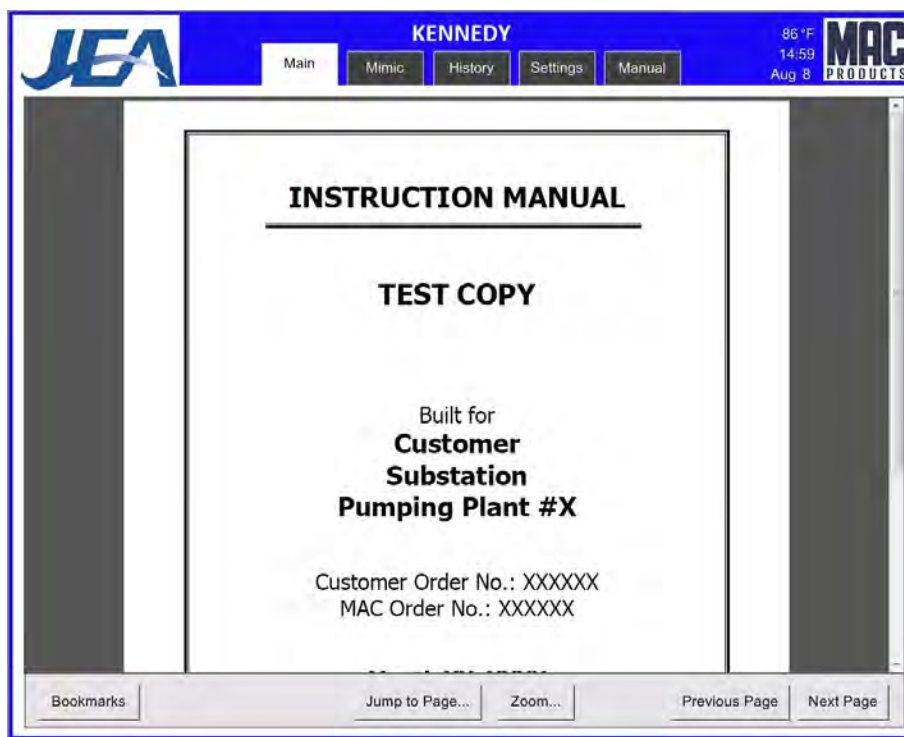 JEA
KENNEDY
Main
Mimic
History
Settings
Manual
86 °F
14:59
Aug 8
MAC
PRODUCTS
INSTRUCTION MANUAL
TEST COPY
Built for
Customer
Substation
Pumping Plant #X
Customer Order No.: XXXXXX
MAC Order No.: XXXXXX
Bookmarks
Jump to Page...
Zoom...
Previous Page
Next Page